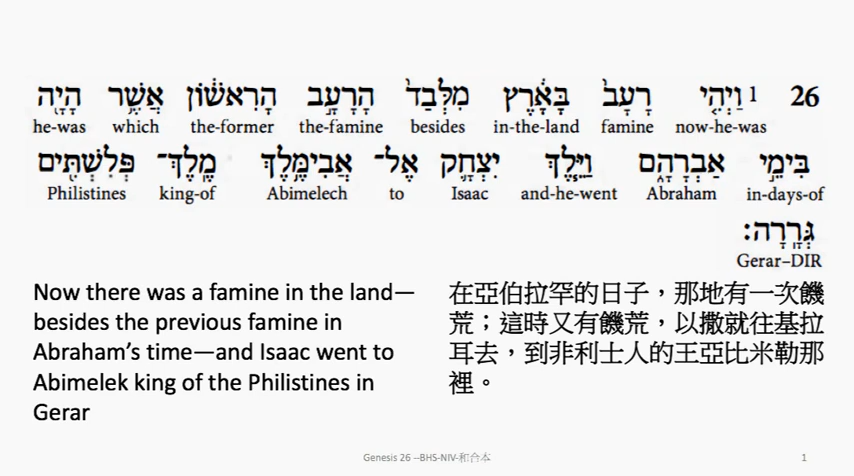 26 1 וַיְהִ֤י רָעָב֙ בָּאָ֔רֶץ מִלְּבַד֙ הָרָעָ֣ב הָרִאשׁ֔וֹן אֲשֶׁ֥ר הָיָ֖ה
he-was which the-former the-famine besides in-the-land famine now-he-was
בִּימֵ֣י אַבְרָהָ֑ם וַיֵּ֧לֶךְ יִצְחָ֛ק אֶל־ אֲבִימֶ֥לֶךְ מֶֽלֶךְ־ פְּלִשְׁתִּ֖ים
Philistines king-of Abimelech to Isaac and-he-went Abraham in-days-of
גְּרָֽרָה׃
Gerar–DIR
Now there was a famine in the land—
besides the previous famine in
Abraham’s time—and Isaac went to
Abimelek king of the Philistines in
Gerar
在亞伯拉罕的日子，那地有一次饑
荒；這時又有饑荒，以撒就往基拉
耳去，到非利士人的王亞比米勒那
裡。
Genesis 26 --BHS-NIV-和合本
1